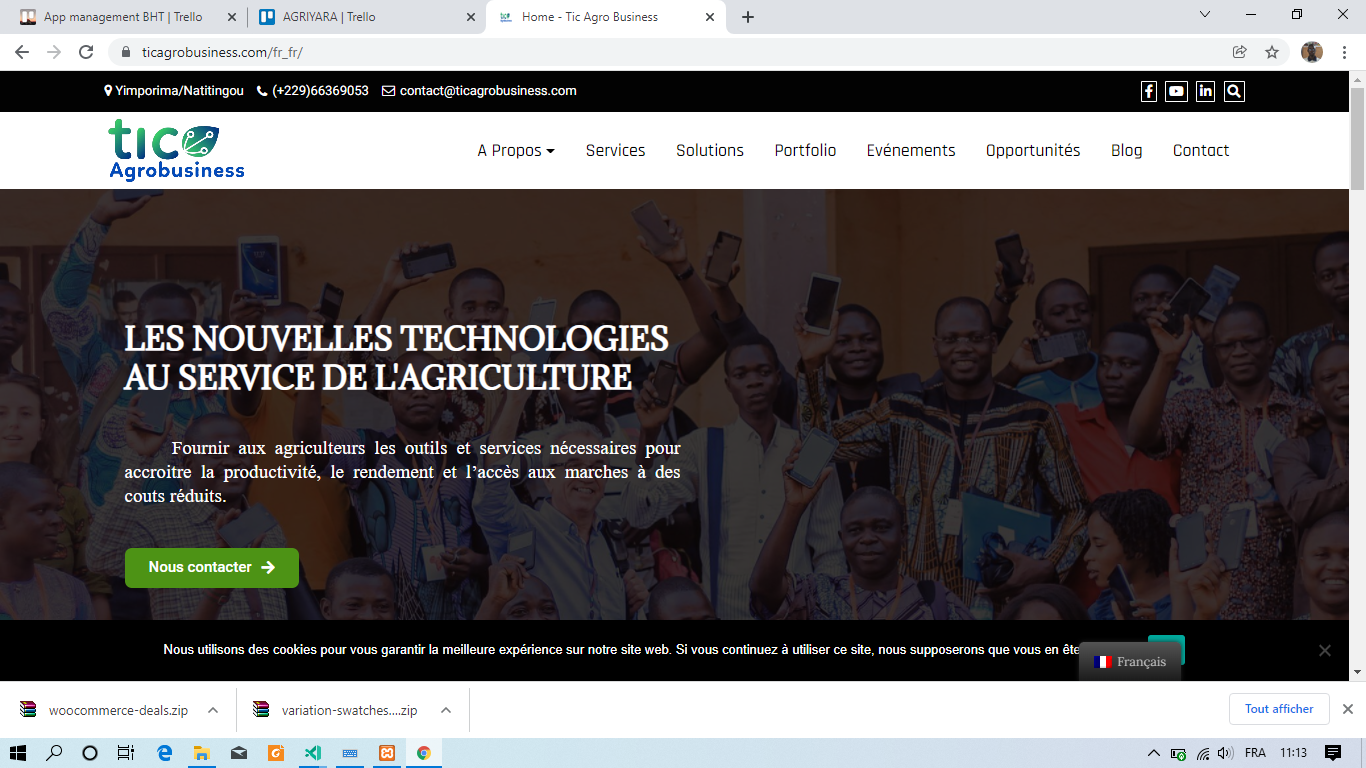 App management BHT | Trello
AGRIYARA | Trello
Home - Tic Agro Business
ticagrobusiness.com/fr_fr/
Yimporima/Natitingou (+229)66369053 contact@ticagrobusiness.com
tic
Agrobusiness
A Propos Services Solutions Portfolio Evénements Opportunités Blog Contact
LES NOUVELLES TECHNOLOGIES
AU SERVICE DE L'AGRICULTURE
Fournir aux agriculteurs les outils et services nécessaires pour
accroitre la productivité, le rendement et l’accès aux marches à des
couts réduits.
Nous contacter
Nous utilisons des cookies pour vous garantir la meilleure expérience sur notre site web. Si vous continuez à utiliser ce site, nous supposerons que vous en ête
Français
woocommerce-deals.zip
variation-swatches....zip
Tout afficher
FRA 11:13